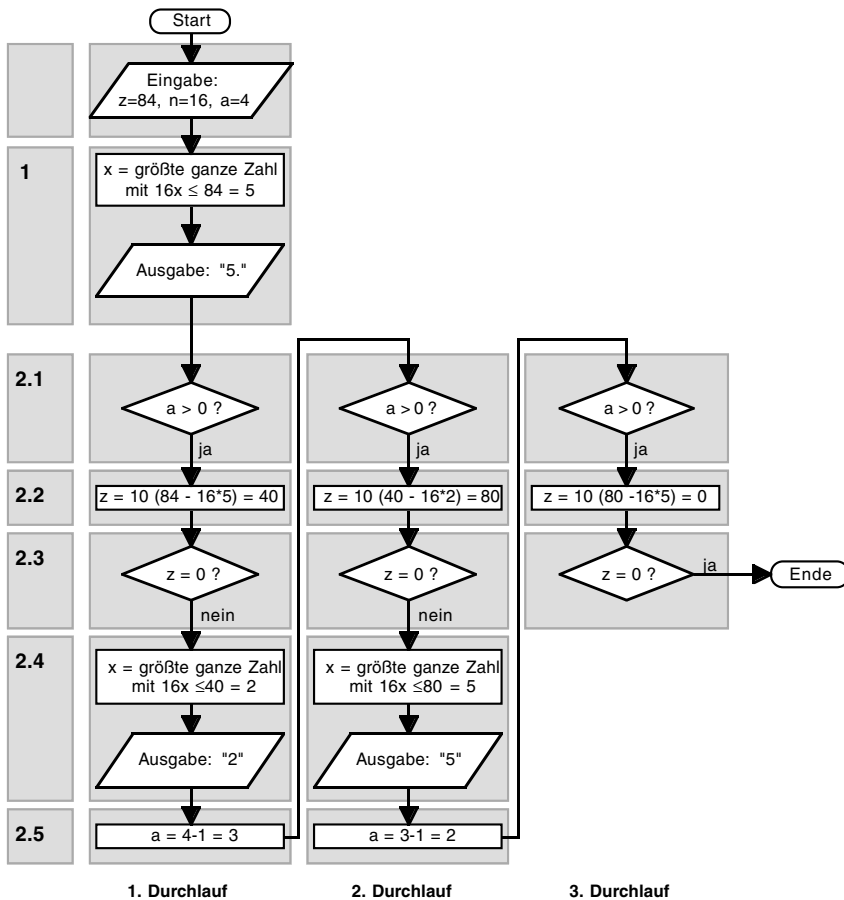 Start
Eingabe:
z=84, n=16, a=4
1
x = größte ganze Zahl
mit 16x ≤ 84 = 5
Ausgabe: "5."
2.1
a > 0 ?
a > 0 ?
a > 0 ?
ja
ja
ja
2.2
z = 10 (84 - 16*5) = 40
z = 10 (40 - 16*2) = 80
z = 10 (80 -16*5) = 0
2.3
z = 0 ?
z = 0 ?
z = 0 ?
ja
Ende
nein
nein
2.4
x = größte ganze Zahl
mit 16x ≤40 = 2
x = größte ganze Zahl
mit 16x ≤80 = 5
Ausgabe: "2"
Ausgabe: "5"
2.5
a = 4-1 = 3
a = 3-1 = 2
1. Durchlauf
2. Durchlauf
3. Durchlauf